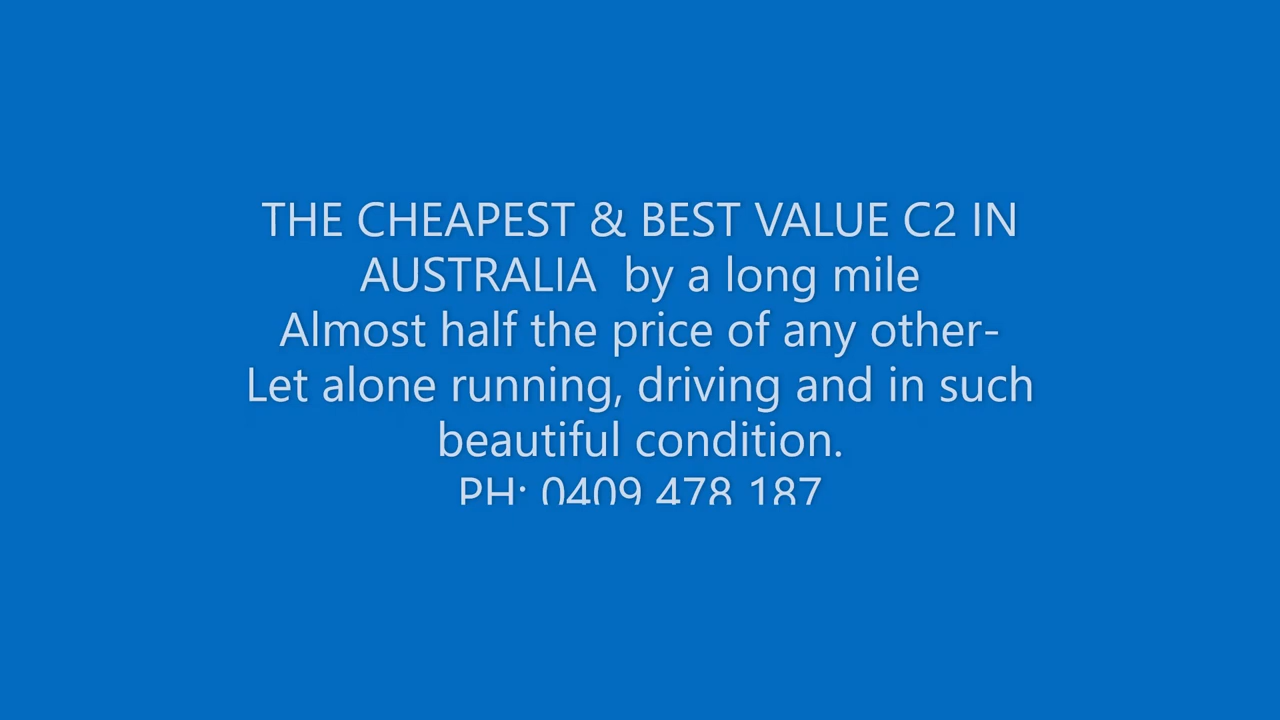 THE CHEAPEST & BEST VALUE C2 IN
AUSTRALIA  by a long mile
Almost half the price of any other-
Let alone running, driving and in such
beautiful condition.
PH: 0409 478 187